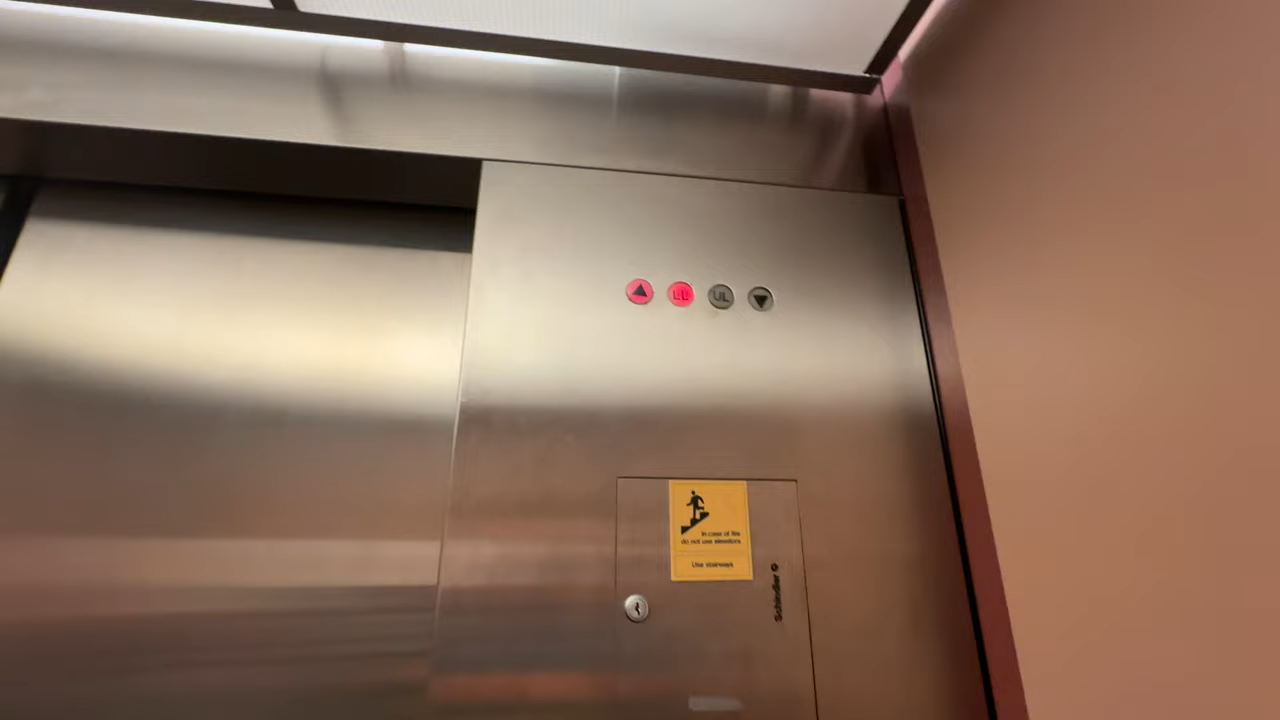 LL UL
In case of fire
do not use elevators
Use stairways
Schindler